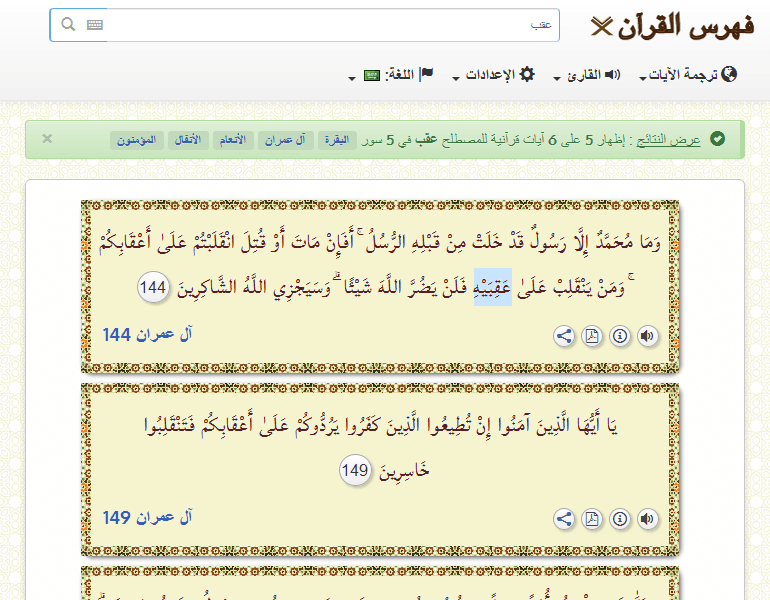 فهرس القرآن
عقب
ترجمة الآيات
القارئ
الإعدادات
اللغة:
عرض النتائج : إظهار 5 على 6 آيات قرآنية للمصطلح عقب في 5 سور البقرة آل عمران الأنعام الأنفال المؤمنون
وَمَا مُحَمَّدٌ إِلَّا رَسُولٌ قَدْ خَلَتْ مِنْ قَبْلِهِ الرُّسُلُ ۚ أَفَإِنْ مَاتَ أَوْ قُتِلَ انْقَلَبْتُمْ عَلَىٰ أَعْقَابِكُمْ
ۚ وَمَنْ يَنْقَلِبْ عَلَىٰ عَقِبَيْهِ فَلَنْ يَضُرَّ اللَّهَ شَيْئًا ۗ وَسَيَجْزِي اللَّهُ الشَّاكِرِينَ 144
آل عمران 144
يَا أَيُّهَا الَّذِينَ آمَنُوا إِنْ تُطِيعُوا الَّذِينَ كَفَرُوا يَرُدُّوكُمْ عَلَىٰ أَعْقَابِكُمْ فَتَنْقَلِبُوا
خَاسِرِينَ 149
آل عمران 149